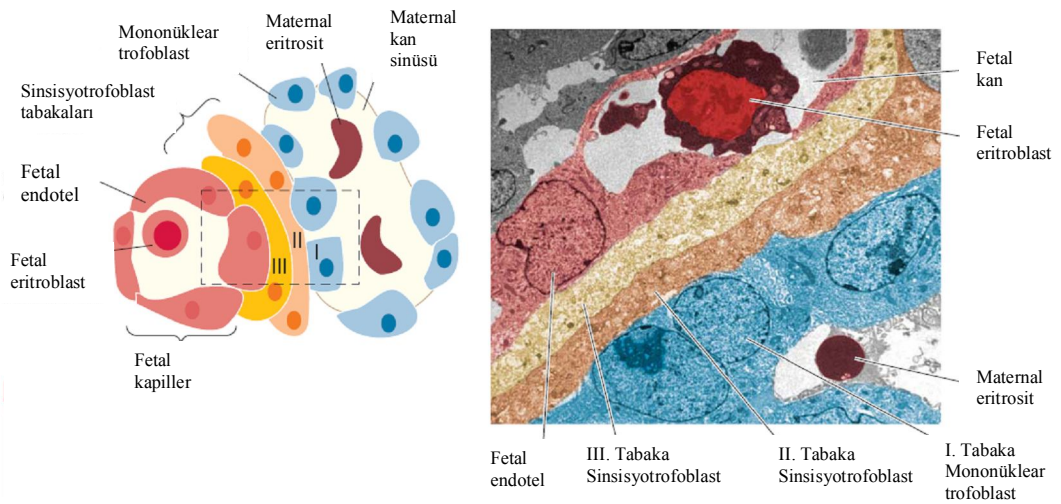 Mononüklear
trofoblast
Maternal
eritrosit
Maternal
kan
sinüsü
Sinsisyotrofoblast
tabakaları
Fetal
endotel
Fetal
eritroblast
III
II
I
Fetal
kapiller
Fetal
kan
Fetal
eritroblast
Maternal
eritrosit
Fetal
endotel
III. Tabaka
Sinsisyotrofoblast
II. Tabaka
Sinsisyotrofoblast
I. Tabaka
Mononüklear
trofoblast